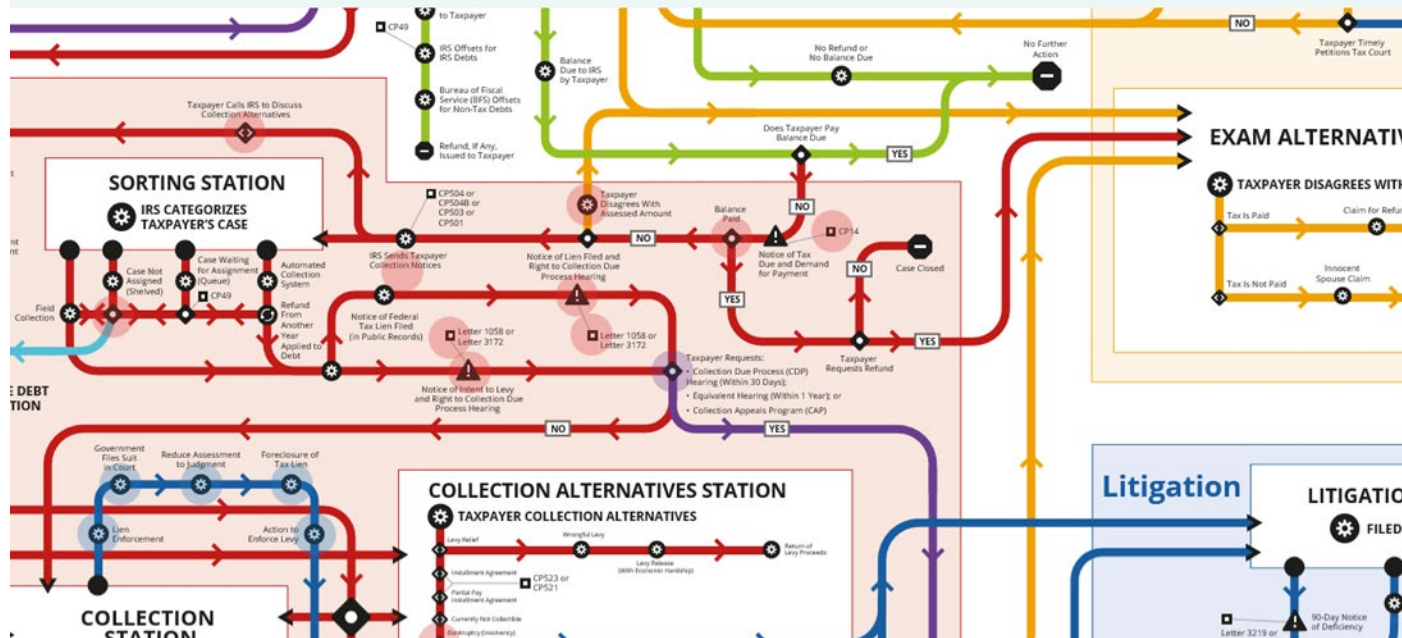 to Taxpayer
CP49
IRS Offsets for
IRS Debts
Bureau of Fiscal
Service (BFS) Offsets
for Non-Tax Debts
Refund, If Any,
Issued to Taxpayer
Balance
Due to IRS
by Taxpayer
No Refund or
No Balance Due
No Further
Action
NO
Taxpayer Timely
Petitions Tax Court
Taxpayer Calls IRS to Discuss
Collection Alternatives
Does Taxpayer Pay
Balance Due
YES
NO
EXAM ALTERNATIV
TAXPAYER DISAGREES WITH
Tax Is Paid
Claim for Refu
Innocent
Spouse Claim
Tax Is Not Paid
SORTING STATION
IRS CATEGORIZES
TAXPAYER'S CASE
CP504 or
CP504B or
CP503 or
CP501
Taxpayer
Disagrees With
Assessed Amount
Balance
Paid
CP14
NO
IRS Sends Taxpayer
Collection Notices
Notice of Lien Filed and
Right to Collection Due
Process Hearing
Notice of Tax
Due and Demand
for Payment
NO
Case Closed
YES
Case Not
Assigned
(Shelved)
Case Waiting
for Assignment
(Queue)
CP49
Automated
Collection
System
Field
Collection
Refund
From
Another
Year
Applied to
Debt
Notice of Federal
Tax Lien Filed
(in Public Records)
Letter 1058 or
Letter 3172
Letter 1058 or
Letter 3172
Notice of Intent to Levy
and Right to Collection Due
Process Hearing
Taxpayer Requests:
• Collection Due Process (CDP)
Hearing (Within 30 Days);
• Equivalent Hearing (Within 1 Year); or
• Collection Appeals Program (CAP)
Taxpayer
Requests Refund
YES
E DEBT
TION
NO
YES
Government
Files Suit
in Court
Reduce Assessment
to Judgment
Foreclosure of
Tax Lien
Lien
Enforcement
Action to
Enforce Levy
COLLECTION
STATION
COLLECTION ALTERNATIVES STATION
TAXPAYER COLLECTION ALTERNATIVES
Levy Relief
Wrongful Levy
Levy Release
(With Economic Hardship)
Return of
Levy Proceeds
Installment Agreement
CP523 or
CP521
Partial Pay
Installment Agreement
Currently Not Collectible
Bankruptcy (Insolvency)
Litigation
LITIGATIO
FILED
90-Day Notice
of Deficiency
Letter 3219 or